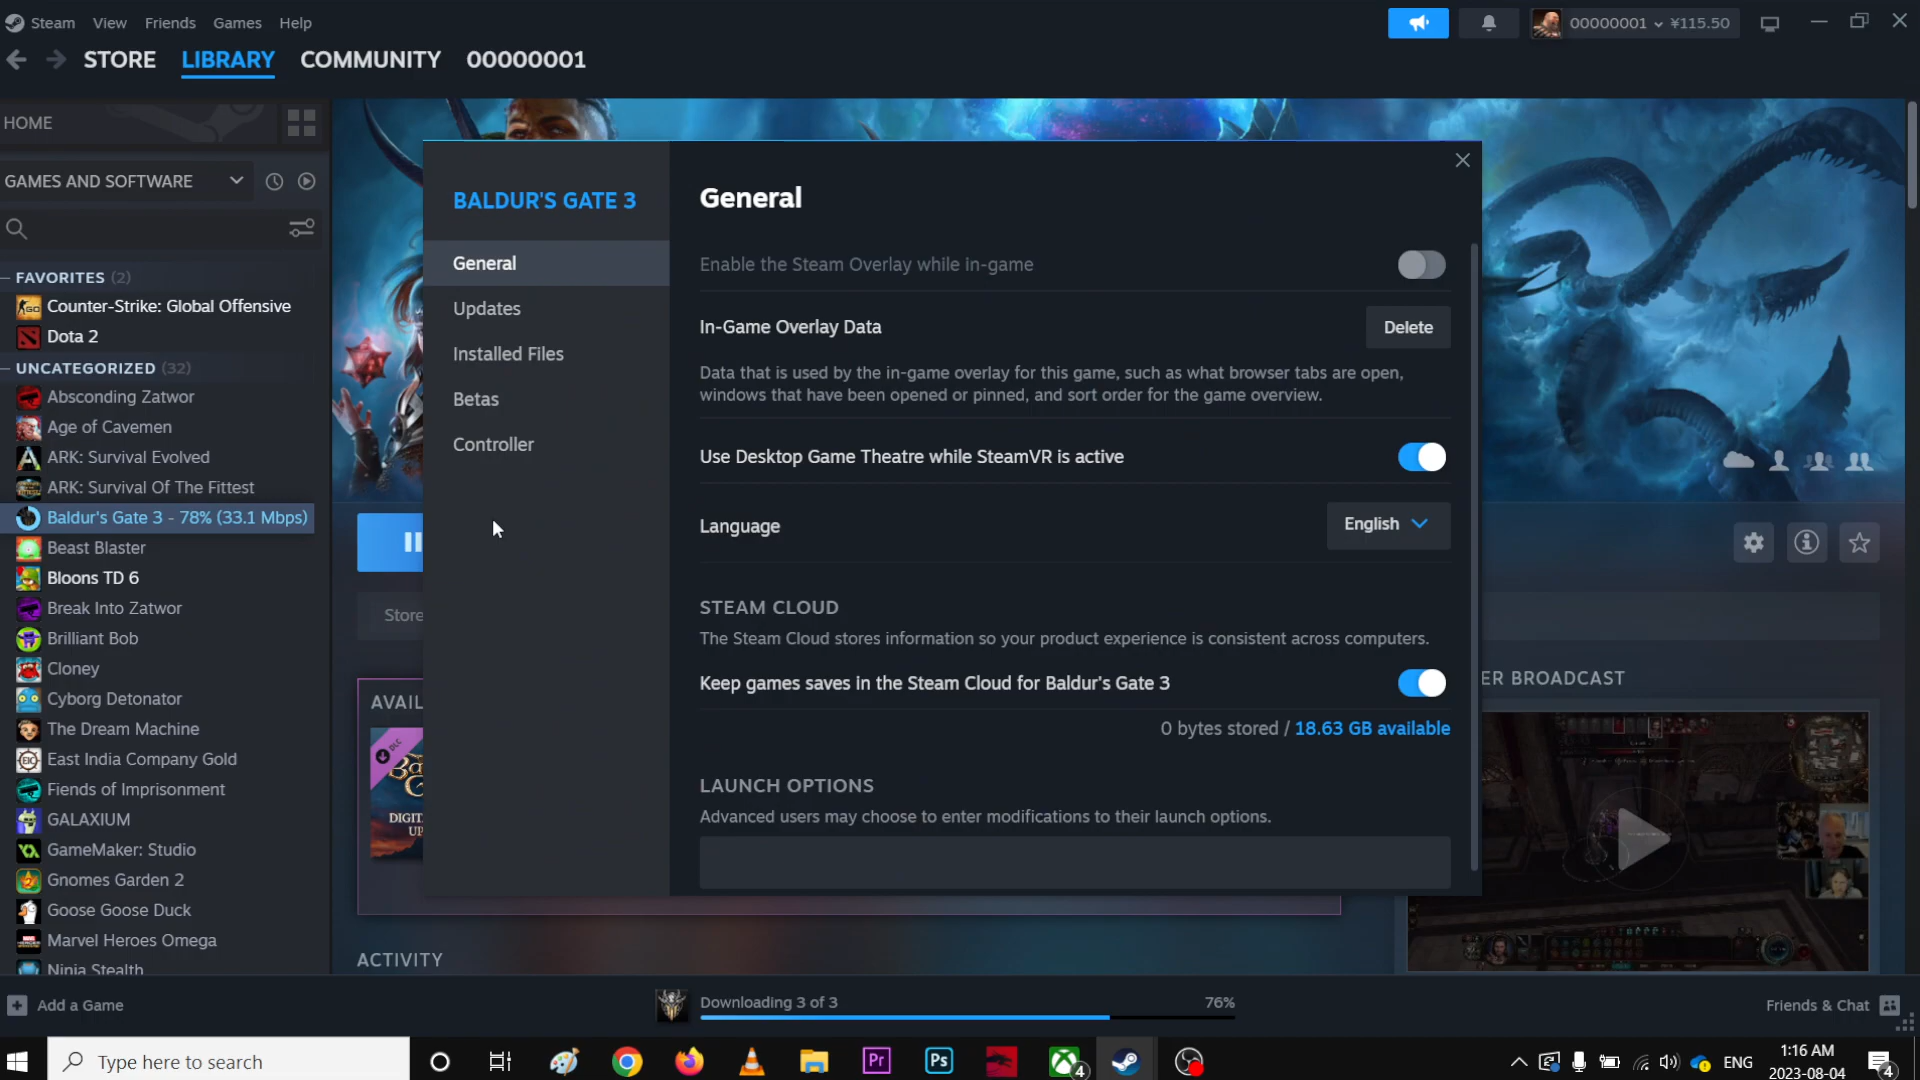 Steam View Friends Games Help
00000001 ¥115.50
STORE LIBRARY COMMUNITY 00000001
HOME
GAMES AND SOFTWARE
FAVORITES (2)
Counter-Strike: Global Offensive
Dota 2
UNCATEGORIZED (32)
Absconding Zatwor
Age of Cavemen
ARK: Survival Evolved
ARK: Survival Of The Fittest
Baldur's Gate 3 - 78% (33.1 Mbps)
Beast Blaster
Bloons TD 6
Break Into Zatwor
Brilliant Bob
Cloney
Cyborg Detonator
The Dream Machine
East India Company Gold
Fiends of Imprisonment
GALAXIUM
GameMaker: Studio
Gnomes Garden 2
Goose Goose Duck
Marvel Heroes Omega
Ninja Stealth
BALDUR'S GATE 3
General
Updates
Installed Files
Betas
Controller
General
Enable the Steam Overlay while in-game
In-Game Overlay Data
Delete
Data that is used by the in-game overlay for this game, such as what browser tabs are open,
windows that have been opened or pinned, and sort order for the game overview.
Use Desktop Game Theatre while SteamVR is active
Language
English
STEAM CLOUD
The Steam Cloud stores information so your product experience is consistent across computers.
Keep games saves in the Steam Cloud for Baldur's Gate 3
0 bytes stored / 18.63 GB available
LAUNCH OPTIONS
Advanced users may choose to enter modifications to their launch options.
Store
AVAIL
DLC
DIGIT
UP
ER BROADCAST
ACTIVITY
Add a Game
Downloading 3 of 3 76%
Friends & Chat
Type here to search
Pr
Ps
4
ENG
1:16 AM
2023-08-04
4